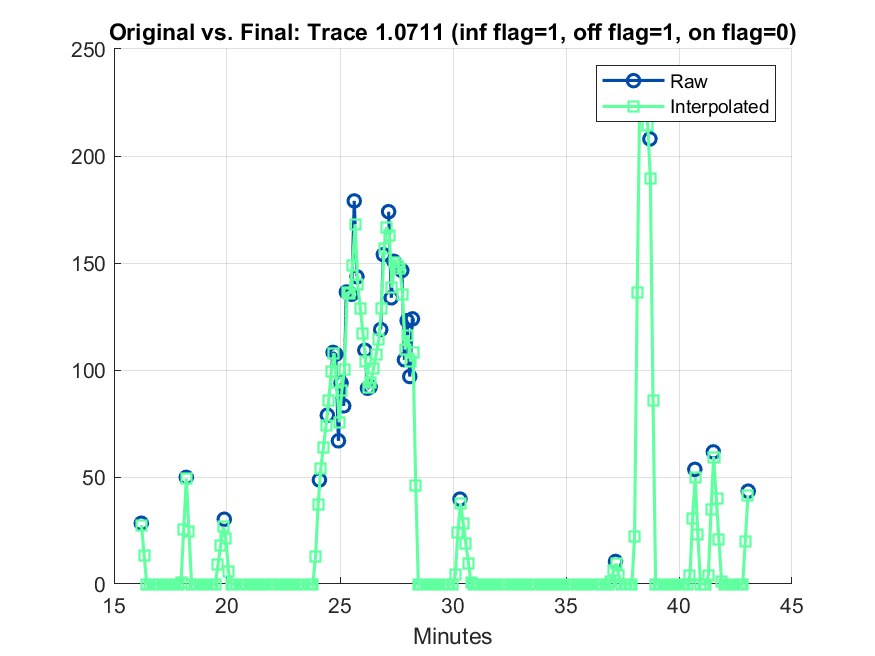 Original vs. Final: Trace 1.0711 (inf flag=1, off flag=1, on flag=0)
250
Raw
Interpolated
200
150
100
50
0
15 20 25 30 35 40 45
Minutes